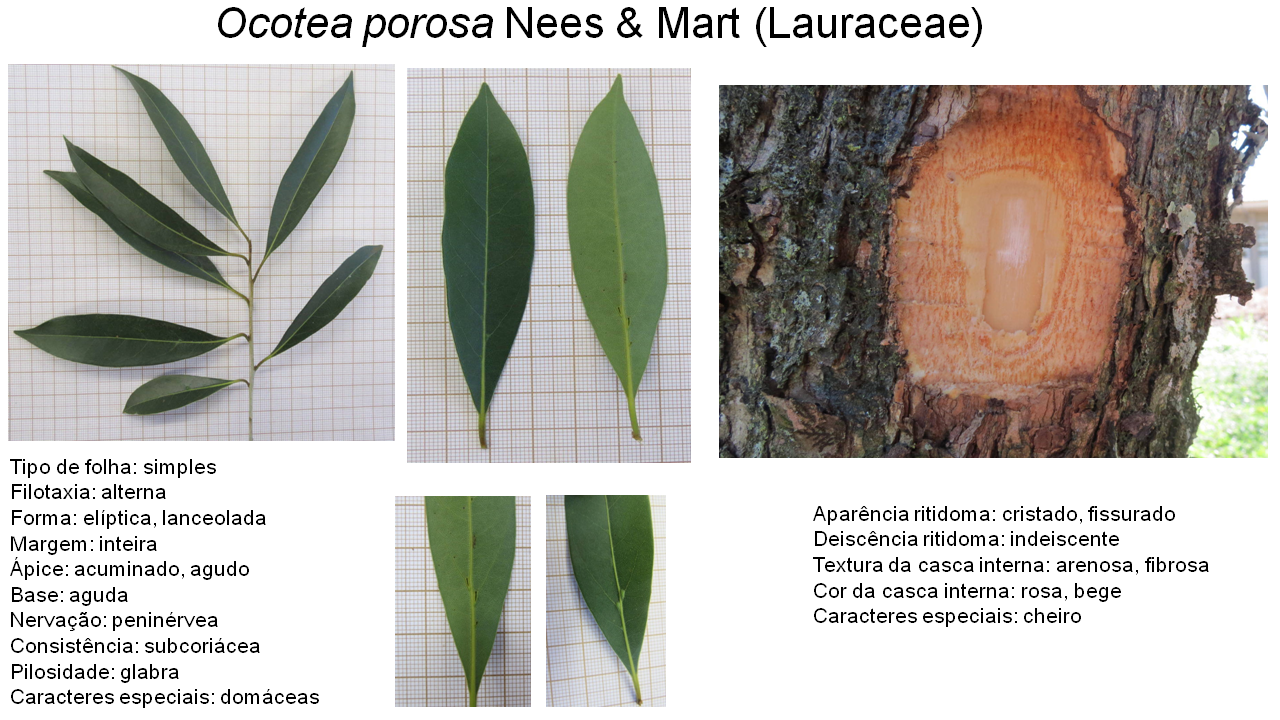 Ocotea porosa Nees & Mart (Lauraceae)
Tipo de folha: simples
Filotaxia: alterna
Forma: elíptica, lanceolada
Margem: inteira
Ápice: acuminado, agudo
Base: aguda
Nervação: peninérvea
Consistência: subcoriácea
Pilosidade: glabra
Caracteres especiais: domáceas
Aparência ritidoma: cristado, fissurado
Deiscência ritidoma: indeiscente
Textura da casca interna: arenosa, fibrosa
Cor da casca interna: rosa, bege
Caracteres especiais: cheiro